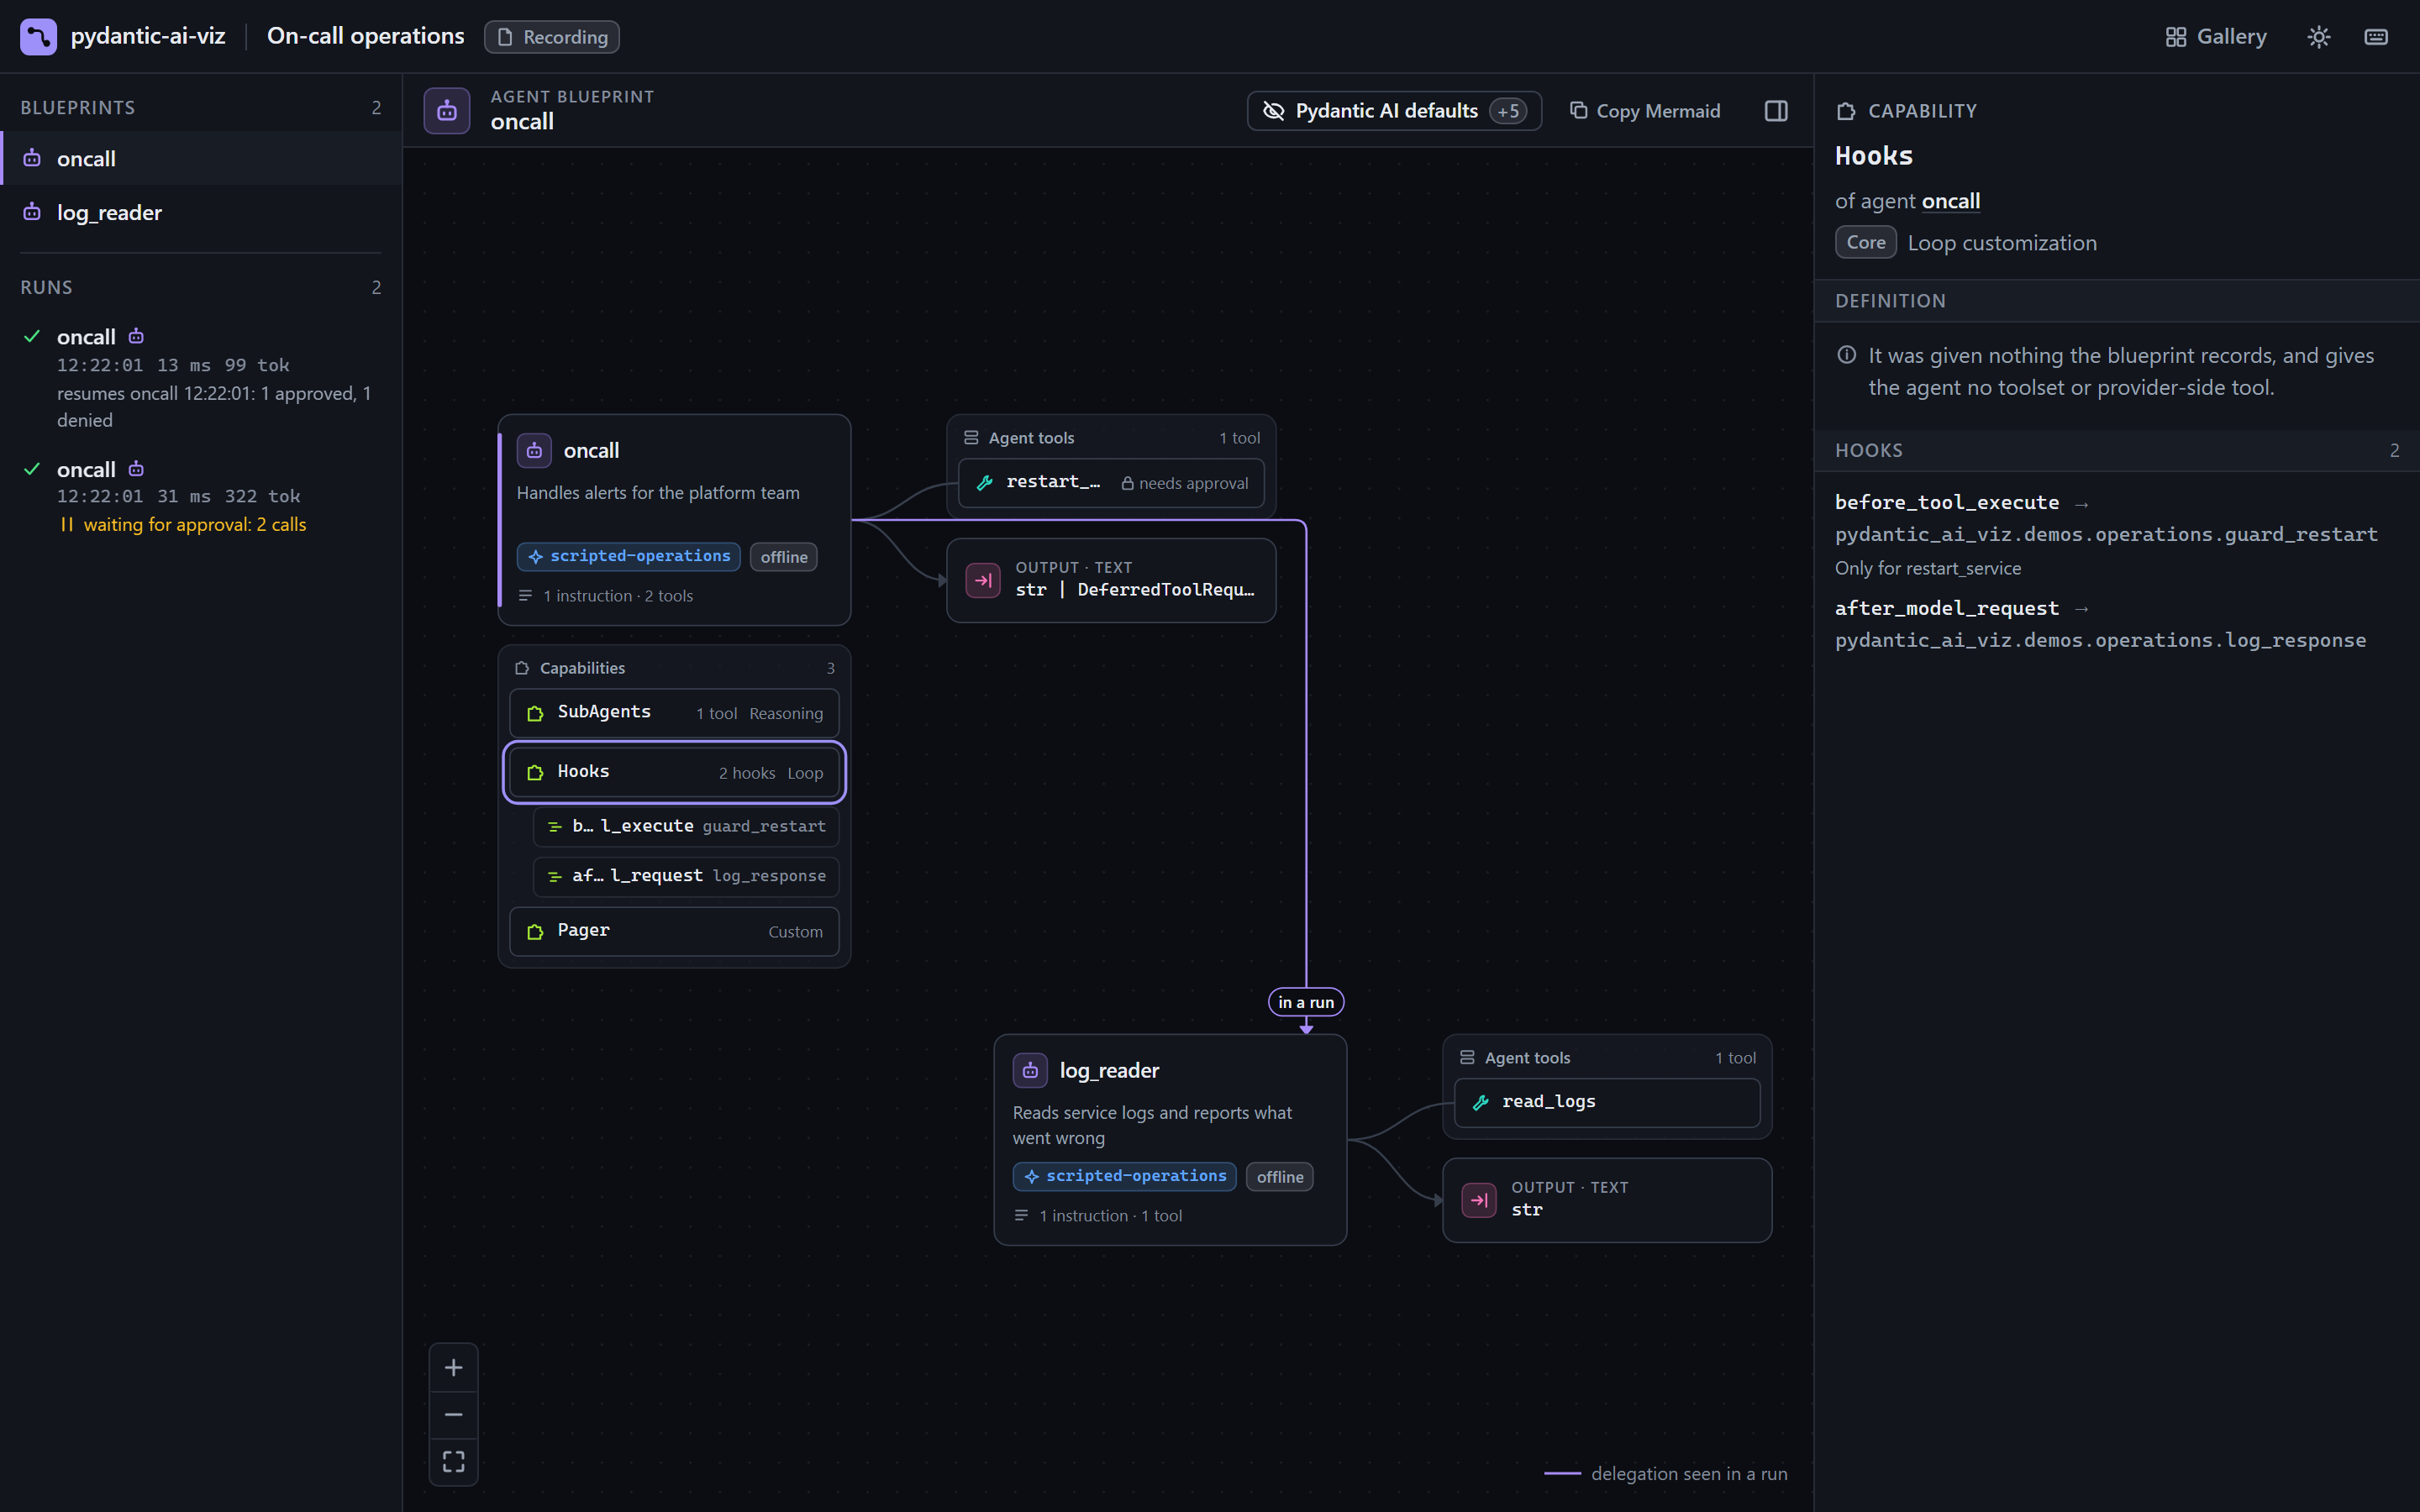 pydantic-ai-viz
On-call operations
Recording
Gallery
BLUEPRINTS 2
oncall
log_reader
RUNS 2
oncall
12:22:01 13 ms 99 tok
resumes oncall 12:22:01: 1 approved, 1
denied
oncall
12:22:01 31 ms 322 tok
waiting for approval: 2 calls
AGENT BLUEPRINT
oncall
Pydantic AI defaults +5
Copy Mermaid
oncall
Handles alerts for the platform team
scripted-operations offline
1 instruction · 2 tools
Agent tools 1 tool
restart_… needs approval
OUTPUT · TEXT
str | DeferredToolRequ…
Capabilities 3
SubAgents 1 tool Reasoning
Hooks 2 hooks Loop
b… l_execute guard_restart
af… l_request log_response
Pager Custom
in a run
log_reader
Reads service logs and reports what
went wrong
scripted-operations offline
1 instruction · 1 tool
Agent tools 1 tool
read_logs
OUTPUT · TEXT
str
delegation seen in a run
CAPABILITY
Hooks
of agent oncall
Core Loop customization
DEFINITION
It was given nothing the blueprint records, and gives
the agent no toolset or provider-side tool.
HOOKS 2
before_tool_execute →
pydantic_ai_viz.demos.operations.guard_restart
Only for restart_service
after_model_request →
pydantic_ai_viz.demos.operations.log_response